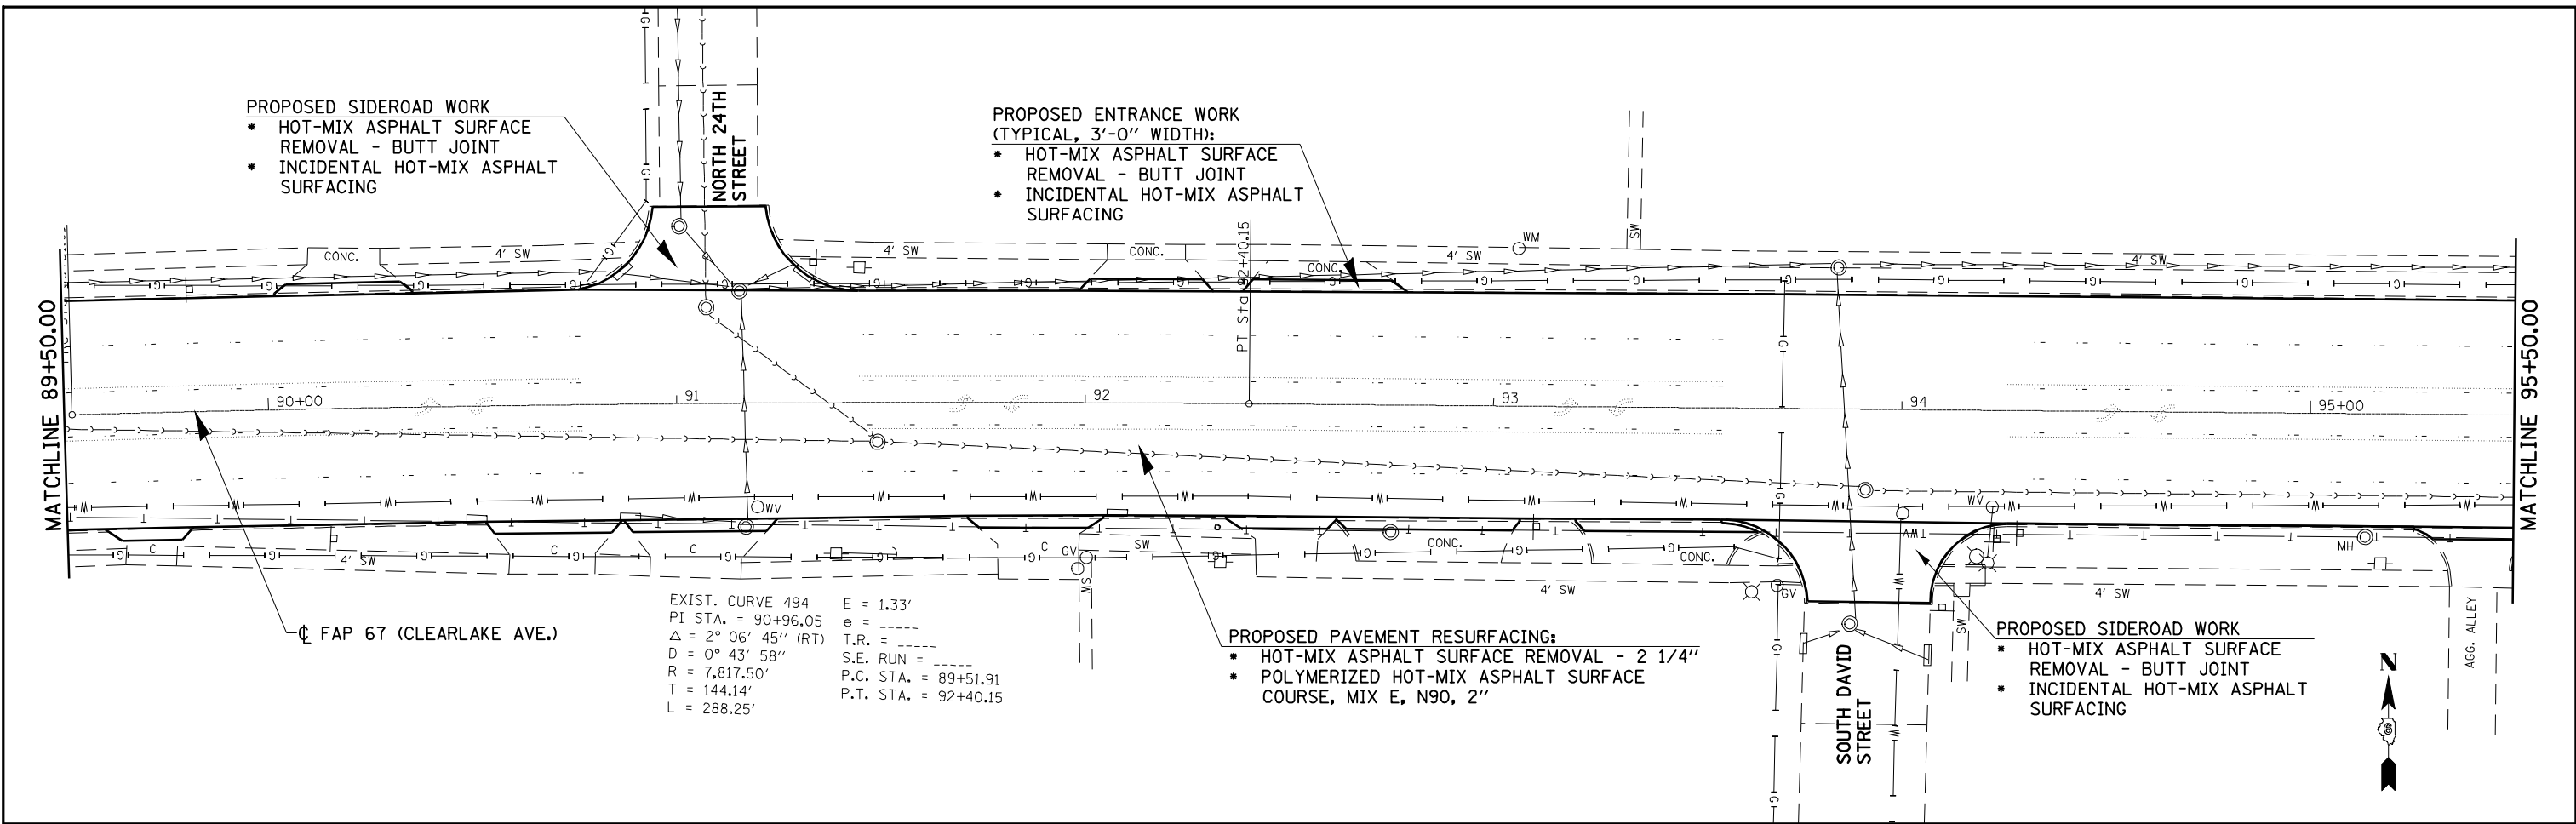 PROPOSED SIDEROAD WORK
* HOT-MIX ASPHALT SURFACE
REMOVAL - BUTT JOINT
* INCIDENTAL HOT-MIX ASPHALT
SURFACING
NORTH 24TH
STREET
PROPOSED ENTRANCE WORK
(TYPICAL, 3'-0" WIDTH):
* HOT-MIX ASPHALT SURFACE
REMOVAL - BUTT JOINT
* INCIDENTAL HOT-MIX ASPHALT
SURFACING
CONC.
4' SW
4' SW
CONC.
PT Sta 92+40.15
CONC.
4' SW
WM
SW
4' SW
MATCHLINE 89+50.00
MATCHLINE 95+50.00
90+00
91
92
93
94
95+00
WV
WV
C
4' SW
C
C
C
GV
SW
SW
CONC.
CONC.
4' SW
GV
WV
SW
MH
4' SW
AGG. ALLEY
℄ FAP 67 (CLEARLAKE AVE.)
EXIST. CURVE 494
PI STA. = 90+96.05
Δ = 2° 06' 45" (RT)
D = 0° 43' 58"
R = 7,817.50'
T = 144.14'
L = 288.25'
E = 1.33'
e = _____
T.R. = _____
S.E. RUN = _____
P.C. STA. = 89+51.91
P.T. STA. = 92+40.15
PROPOSED PAVEMENT RESURFACING:
* HOT-MIX ASPHALT SURFACE REMOVAL - 2 1/4"
* POLYMERIZED HOT-MIX ASPHALT SURFACE
COURSE, MIX E, N90, 2"
SOUTH DAVID
STREET
PROPOSED SIDEROAD WORK
* HOT-MIX ASPHALT SURFACE
REMOVAL - BUTT JOINT
* INCIDENTAL HOT-MIX ASPHALT
SURFACING
N
6